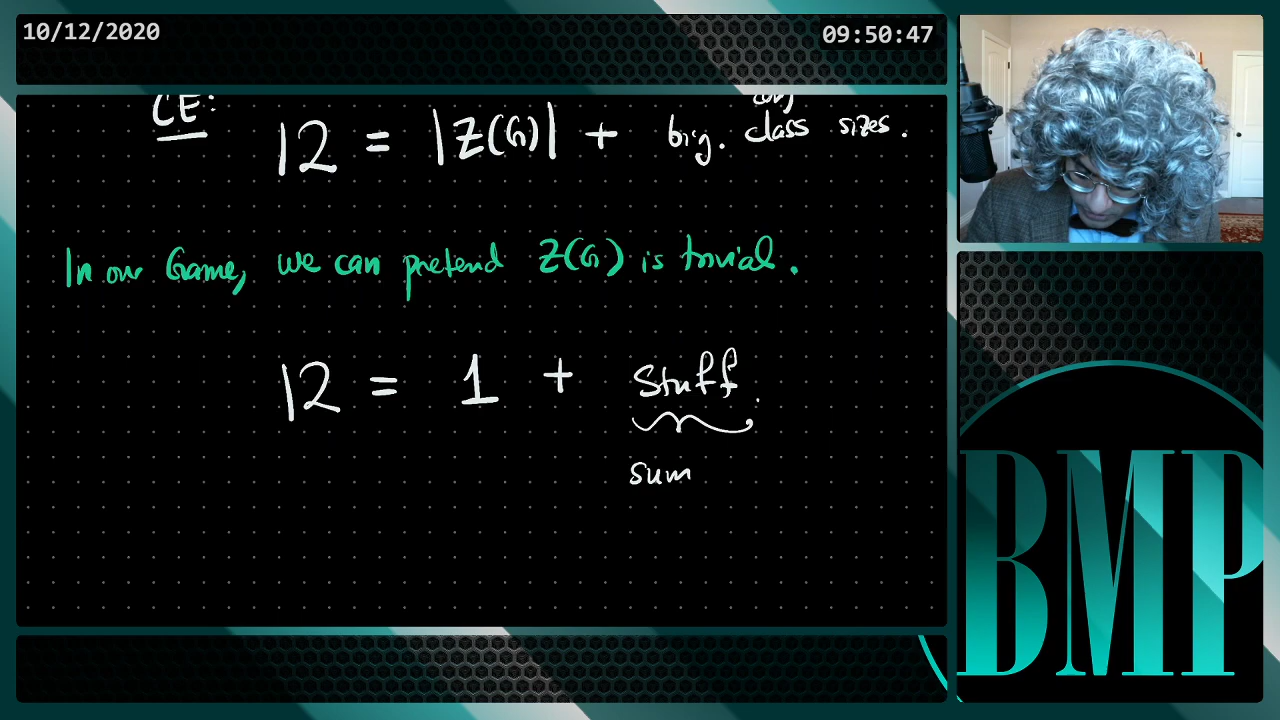 10/12/2020
09:50:47
CE:
12 = |Z(G)| + big. conj class sizes.
In our Game, we can pretend Z(G) is trivial.
12 = 1 + Stuff.
sum
BMP